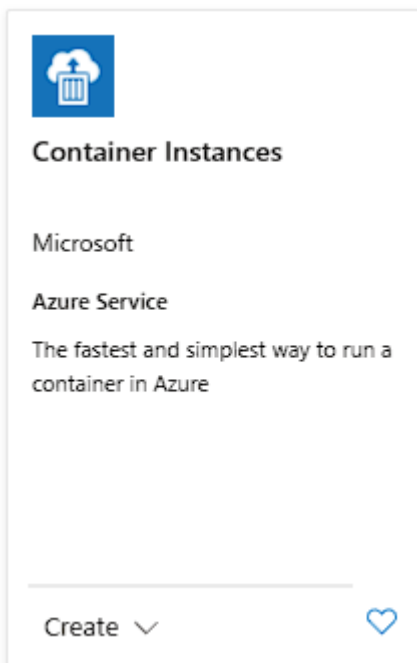 Container Instances
Microsoft
Azure Service
The fastest and simplest way to run a
container in Azure
Create